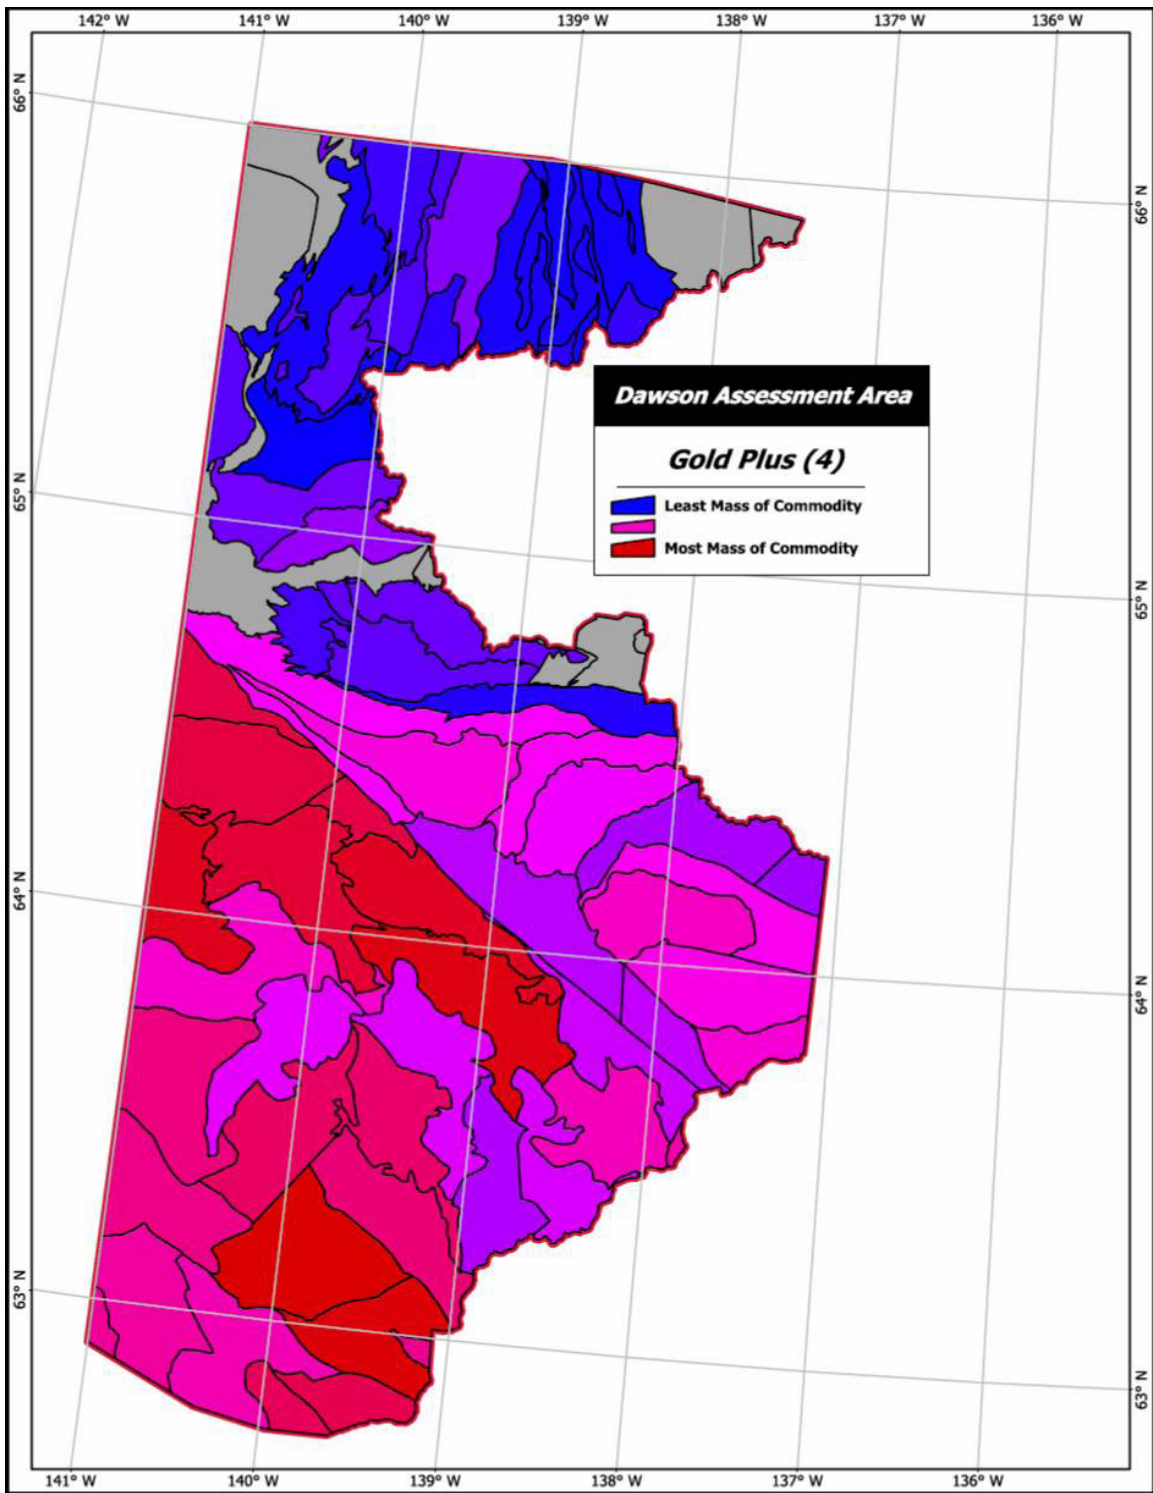 142° W 141° W 140° W 139° W 138° W 137° W 136° W
66° N
66° N
Dawson Assessment Area
Gold Plus (4)
Least Mass of Commodity
Most Mass of Commodity
65° N
65° N
64° N
64° N
63° N
63° N
141° W 140° W 139° W 138° W 137° W 136° W